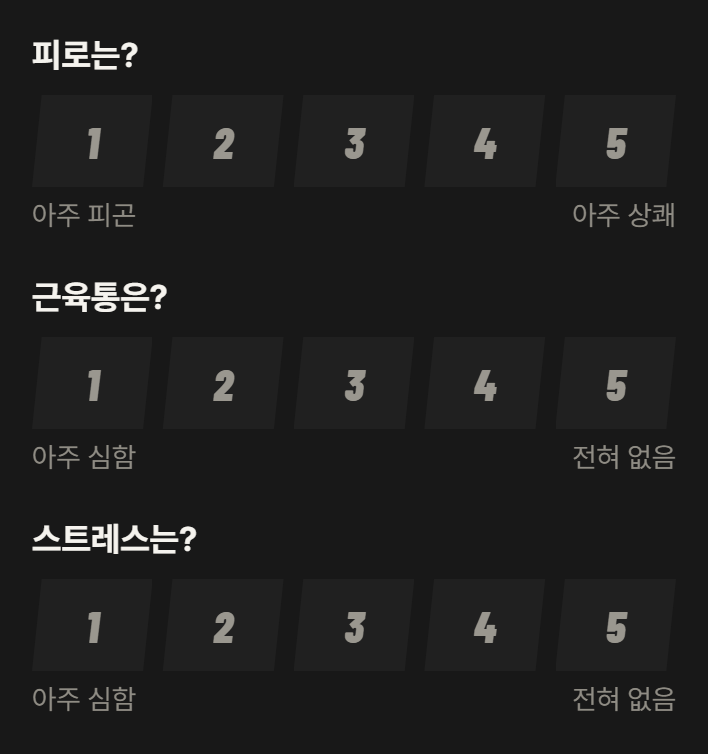 피로는?
1 2 3 4 5
아주 피곤 아주 상쾌
근육통은?
1 2 3 4 5
아주 심함 전혀 없음
스트레스는?
1 2 3 4 5
아주 심함 전혀 없음